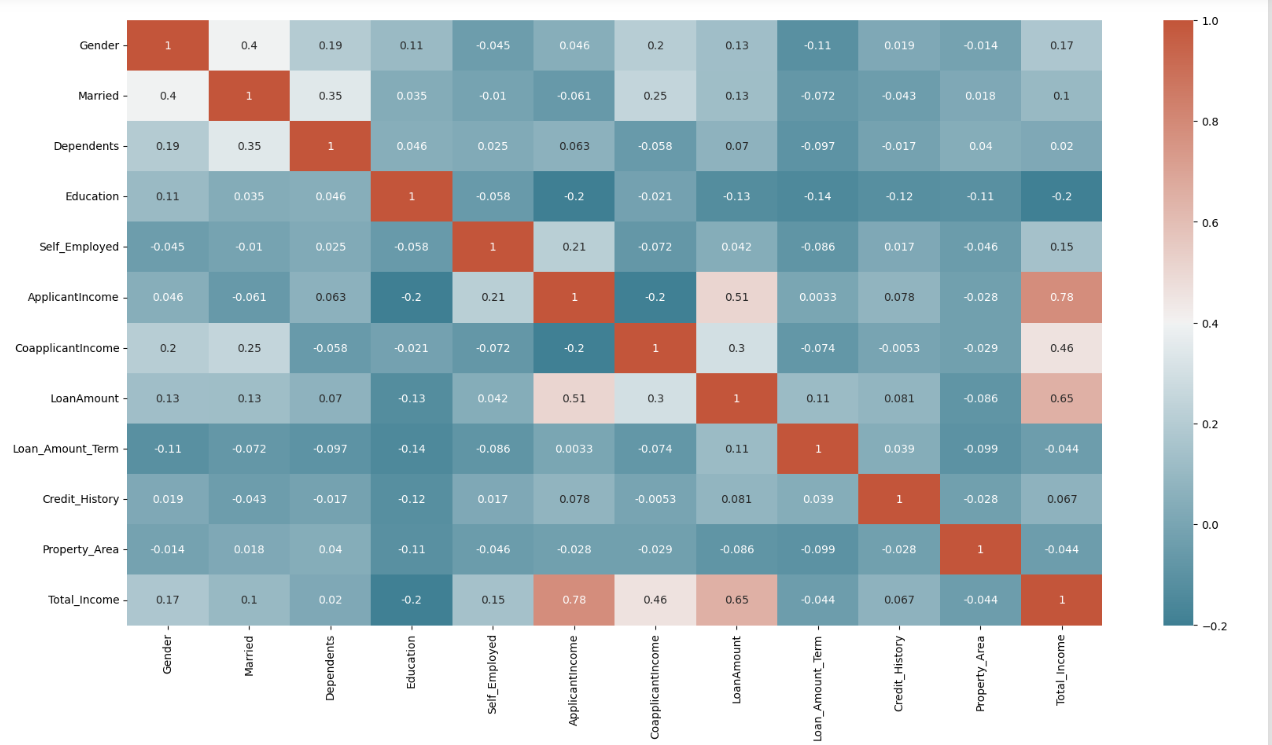 Gender 1 0.4 0.19 0.11 -0.045 0.046 0.2 0.13 -0.11 0.019 -0.014 0.17
Married 0.4 1 0.35 0.035 -0.01 -0.061 0.25 0.13 -0.072 -0.043 0.018 0.1
Dependents 0.19 0.35 1 0.046 0.025 0.063 -0.058 0.07 -0.097 -0.017 0.04 0.02
Education 0.11 0.035 0.046 1 -0.058 -0.2 -0.021 -0.13 -0.14 -0.12 -0.11 -0.2
Self_Employed -0.045 -0.01 0.025 -0.058 1 0.21 -0.072 0.042 -0.086 0.017 -0.046 0.15
ApplicantIncome 0.046 -0.061 0.063 -0.2 0.21 1 -0.2 0.51 0.0033 0.078 -0.028 0.78
CoapplicantIncome 0.2 0.25 -0.058 -0.021 -0.072 -0.2 1 0.3 -0.074 -0.0053 -0.029 0.46
LoanAmount 0.13 0.13 0.07 -0.13 0.042 0.51 0.3 1 0.11 0.081 -0.086 0.65
Loan_Amount_Term -0.11 -0.072 -0.097 -0.14 -0.086 0.0033 -0.074 0.11 1 0.039 -0.099 -0.044
Credit_History 0.019 -0.043 -0.017 -0.12 0.017 0.078 -0.0053 0.081 0.039 1 -0.028 0.067
Property_Area -0.014 0.018 0.04 -0.11 -0.046 -0.028 -0.029 -0.086 -0.099 -0.028 1 -0.044
Total_Income 0.17 0.1 0.02 -0.2 0.15 0.78 0.46 0.65 -0.044 0.067 -0.044 1
Gender
Married
Dependents
Education
Self_Employed
ApplicantIncome
CoapplicantIncome
LoanAmount
Loan_Amount_Term
Credit_History
Property_Area
Total_Income
1.0
0.8
0.6
0.4
0.2
0.0
−0.2